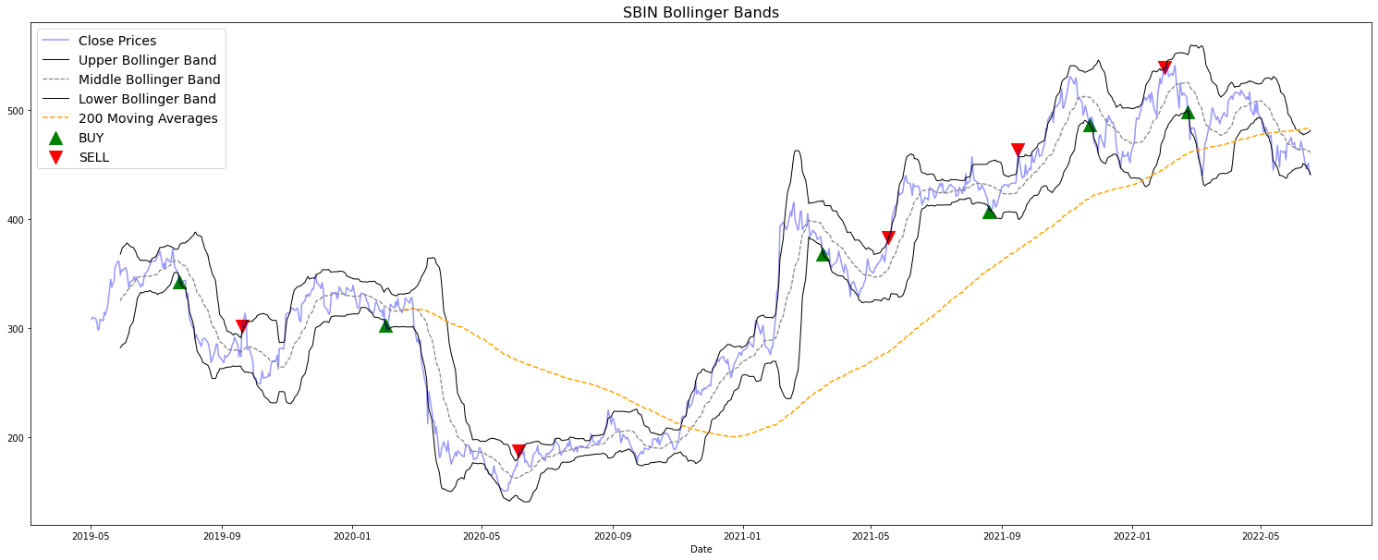 SBIN Bollinger Bands
Close Prices
Upper Bollinger Band
Middle Bollinger Band
Lower Bollinger Band
200 Moving Averages
BUY
SELL
500
400
300
200
2019-05 2019-09 2020-01 2020-05 2020-09 2021-01 2021-05 2021-09 2022-01 2022-05
Date